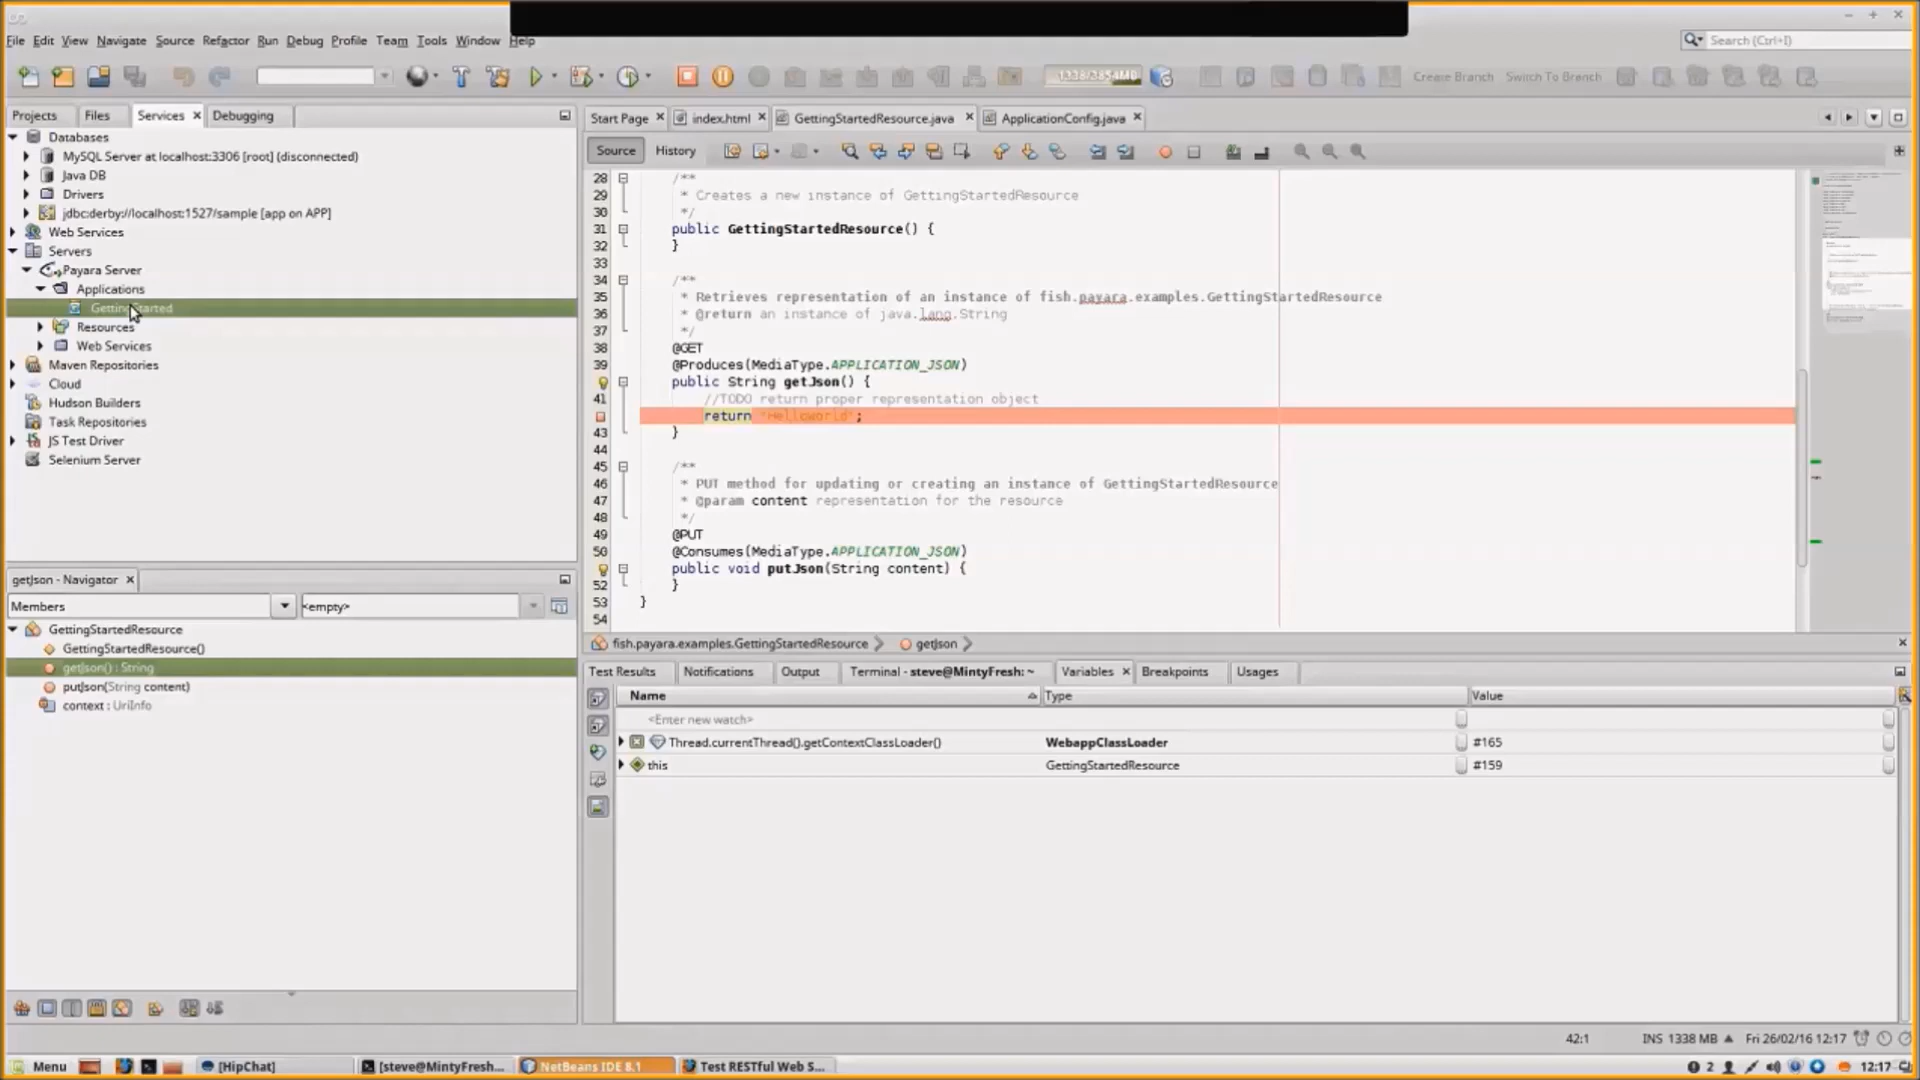 File Edit View Navigate Source Refactor Run Debug Profile Team Tools Window Help
Search (Ctrl+I)
1338/3854MB
Create Branch Switch To Branch
Projects Files Services Debugging
Databases
MySQL Server at localhost:3306 [root] (disconnected)
Java DB
Drivers
jdbc:derby://localhost:1527/sample [app on APP]
Web Services
Servers
Payara Server
Applications
GettingStarted
Resources
Web Services
Maven Repositories
Cloud
Hudson Builders
Task Repositories
JS Test Driver
Selenium Server
getJson - Navigator
Members <empty>
GettingStartedResource
GettingStartedResource()
getJson() : String
putJson(String content)
context : UriInfo
Start Page index.html GettingStartedResource.java ApplicationConfig.java
Source History
28 /**
29 * Creates a new instance of GettingStartedResource
30 */
31 public GettingStartedResource() {
32 }
33
34 /**
35 * Retrieves representation of an instance of fish.payara.examples.GettingStartedResource
36 * @return an instance of java.lang.String
37 */
38 @GET
39 @Produces(MediaType.APPLICATION_JSON)
public String getJson() {
41 //TODO return proper representation object
return "HelloWorld";
43 }
44
45 /**
46 * PUT method for updating or creating an instance of GettingStartedResource
47 * @param content representation for the resource
48 */
49 @PUT
50 @Consumes(MediaType.APPLICATION_JSON)
public void putJson(String content) {
52 }
53 }
54
fish.payara.examples.GettingStartedResource getJson
Test Results Notifications Output Terminal - steve@MintyFresh: ~ Variables Breakpoints Usages
Name Type Value
<Enter new watch>
Thread.currentThread().getContextClassLoader() WebappClassLoader #165
this GettingStartedResource #159
42:1 INS 1338 MB Fri 26/02/16 12:17
Menu [HipChat] [steve@MintyFresh... NetBeans IDE 8.1 Test RESTful Web S... 2 12:17